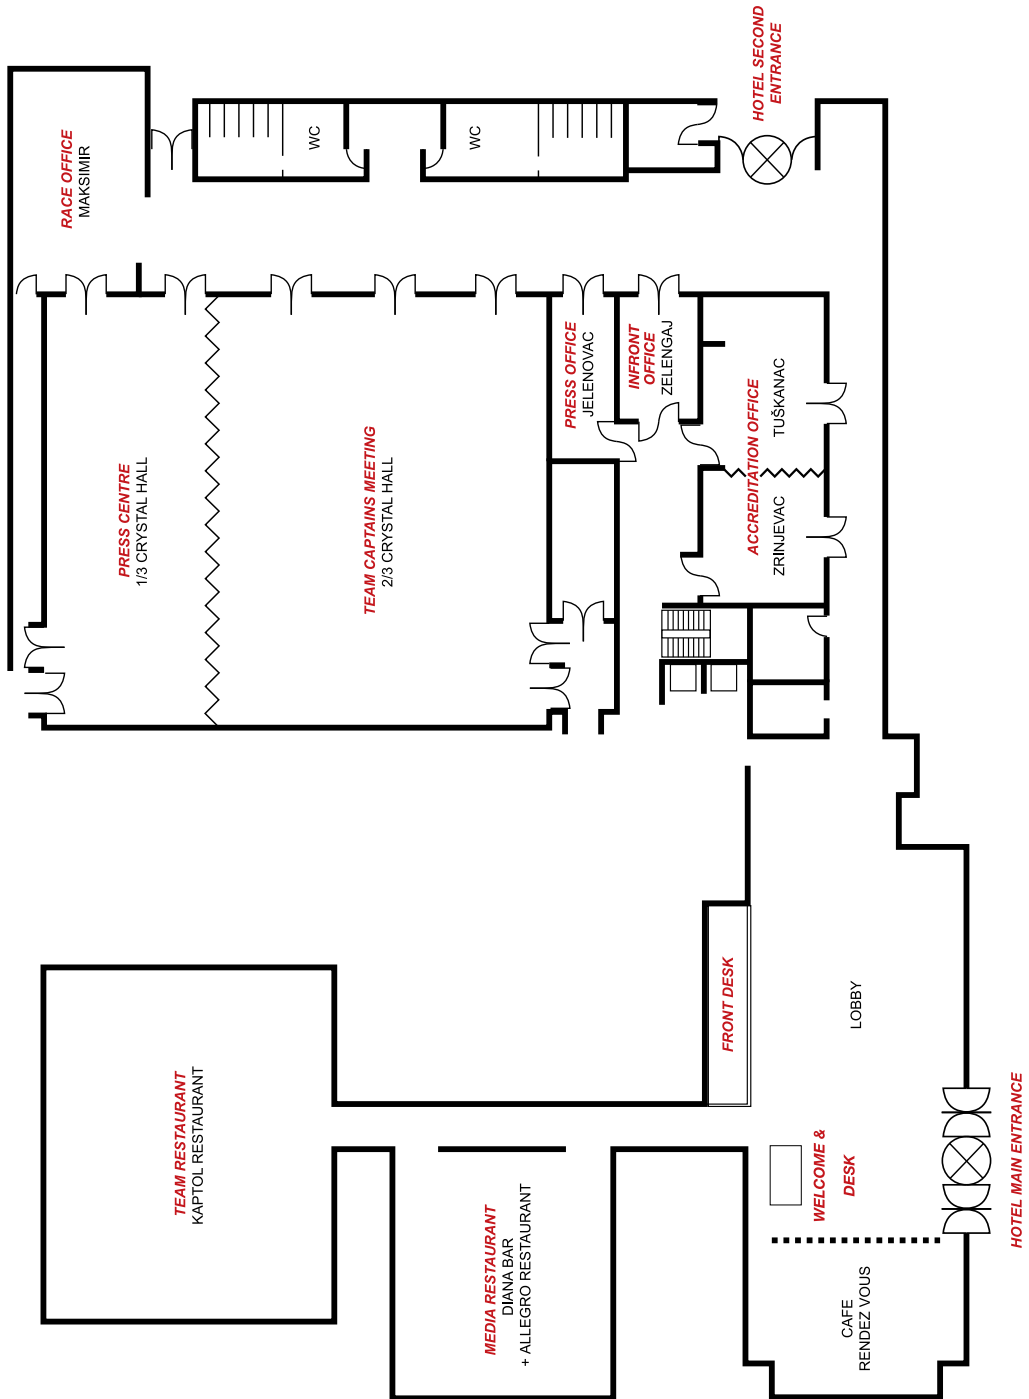 HOTEL SECOND
ENTRANCE
RACE OFFICE
MAKSIMIR
WC
WC
PRESS OFFICE
JELENOVAC
INFRONT
OFFICE
ZELENGAJ
PRESS CENTRE
1/3 CRYSTAL HALL
TEAM CAPTAINS MEETING
2/3 CRYSTAL HALL
ACCREDITATION OFFICE
TUŠKANAC
ZRINJEVAC
FRONT DESK
LOBBY
TEAM RESTAURANT
KAPTOL RESTAURANT
MEDIA RESTAURANT
DIANA BAR
+ ALLEGRO RESTAURANT
WELCOME &
DESK
CAFE
RENDEZ VOUS
HOTEL MAIN ENTRANCE